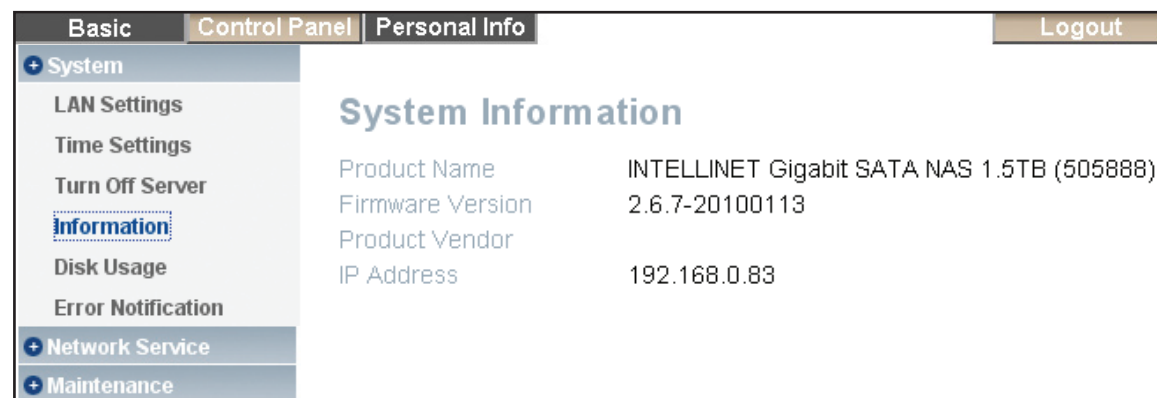 Basic Control Panel Personal Info Logout
System
LAN Settings
Time Settings
Turn Off Server
Information
Disk Usage
Error Notification
Network Service
Maintenance
System Information
Product Name INTELLINET Gigabit SATA NAS 1.5TB (505888)
Firmware Version 2.6.7-20100113
Product Vendor
IP Address 192.168.0.83